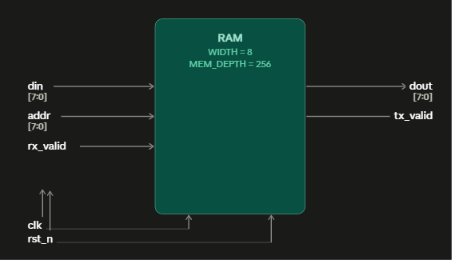 RAM
WIDTH = 8
MEM_DEPTH = 256
din
[7:0]
dout
[7:0]
addr
[7:0]
tx_valid
rx_valid
clk
rst_n